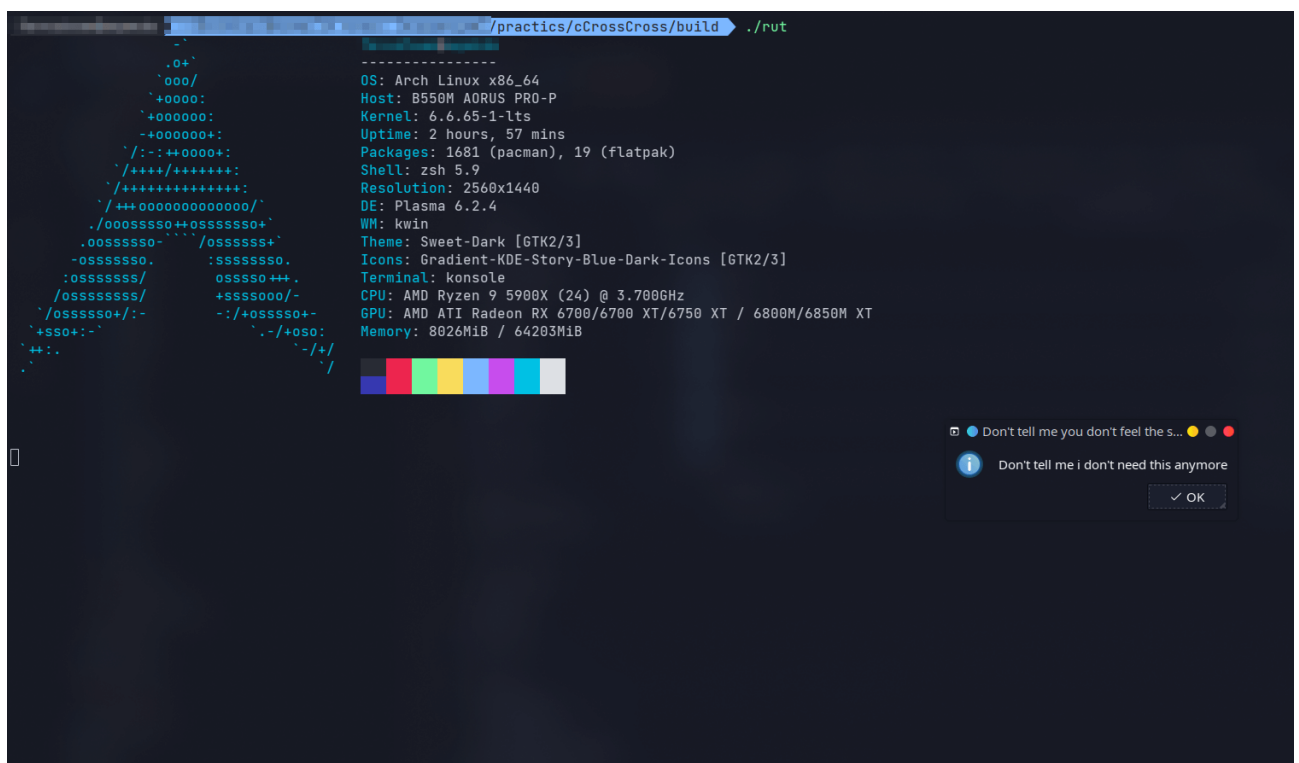 /practics/cCrossCross/build ./rut
----------------
OS: Arch Linux x86_64
Host: B550M AORUS PRO-P
Kernel: 6.6.65-1-lts
Uptime: 2 hours, 57 mins
Packages: 1681 (pacman), 19 (flatpak)
Shell: zsh 5.9
Resolution: 2560x1440
DE: Plasma 6.2.4
WM: kwin
Theme: Sweet-Dark [GTK2/3]
Icons: Gradient-KDE-Story-Blue-Dark-Icons [GTK2/3]
Terminal: konsole
CPU: AMD Ryzen 9 5900X (24) @ 3.700GHz
GPU: AMD ATI Radeon RX 6700/6700 XT/6750 XT / 6800M/6850M XT
Memory: 8026MiB / 64203MiB
Don't tell me you don't feel the s...
Don't tell me i don't need this anymore
OK